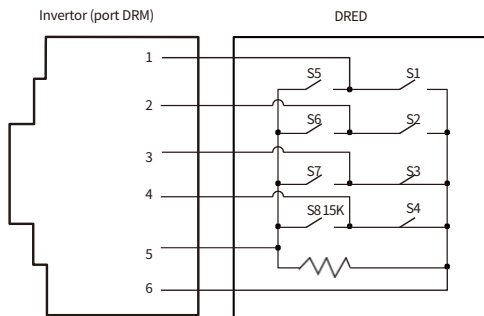 Invertor (port DRM) DRED
1
S5 S1
2
S6 S2
3
S7 S3
4
S8 15K S4
5
6